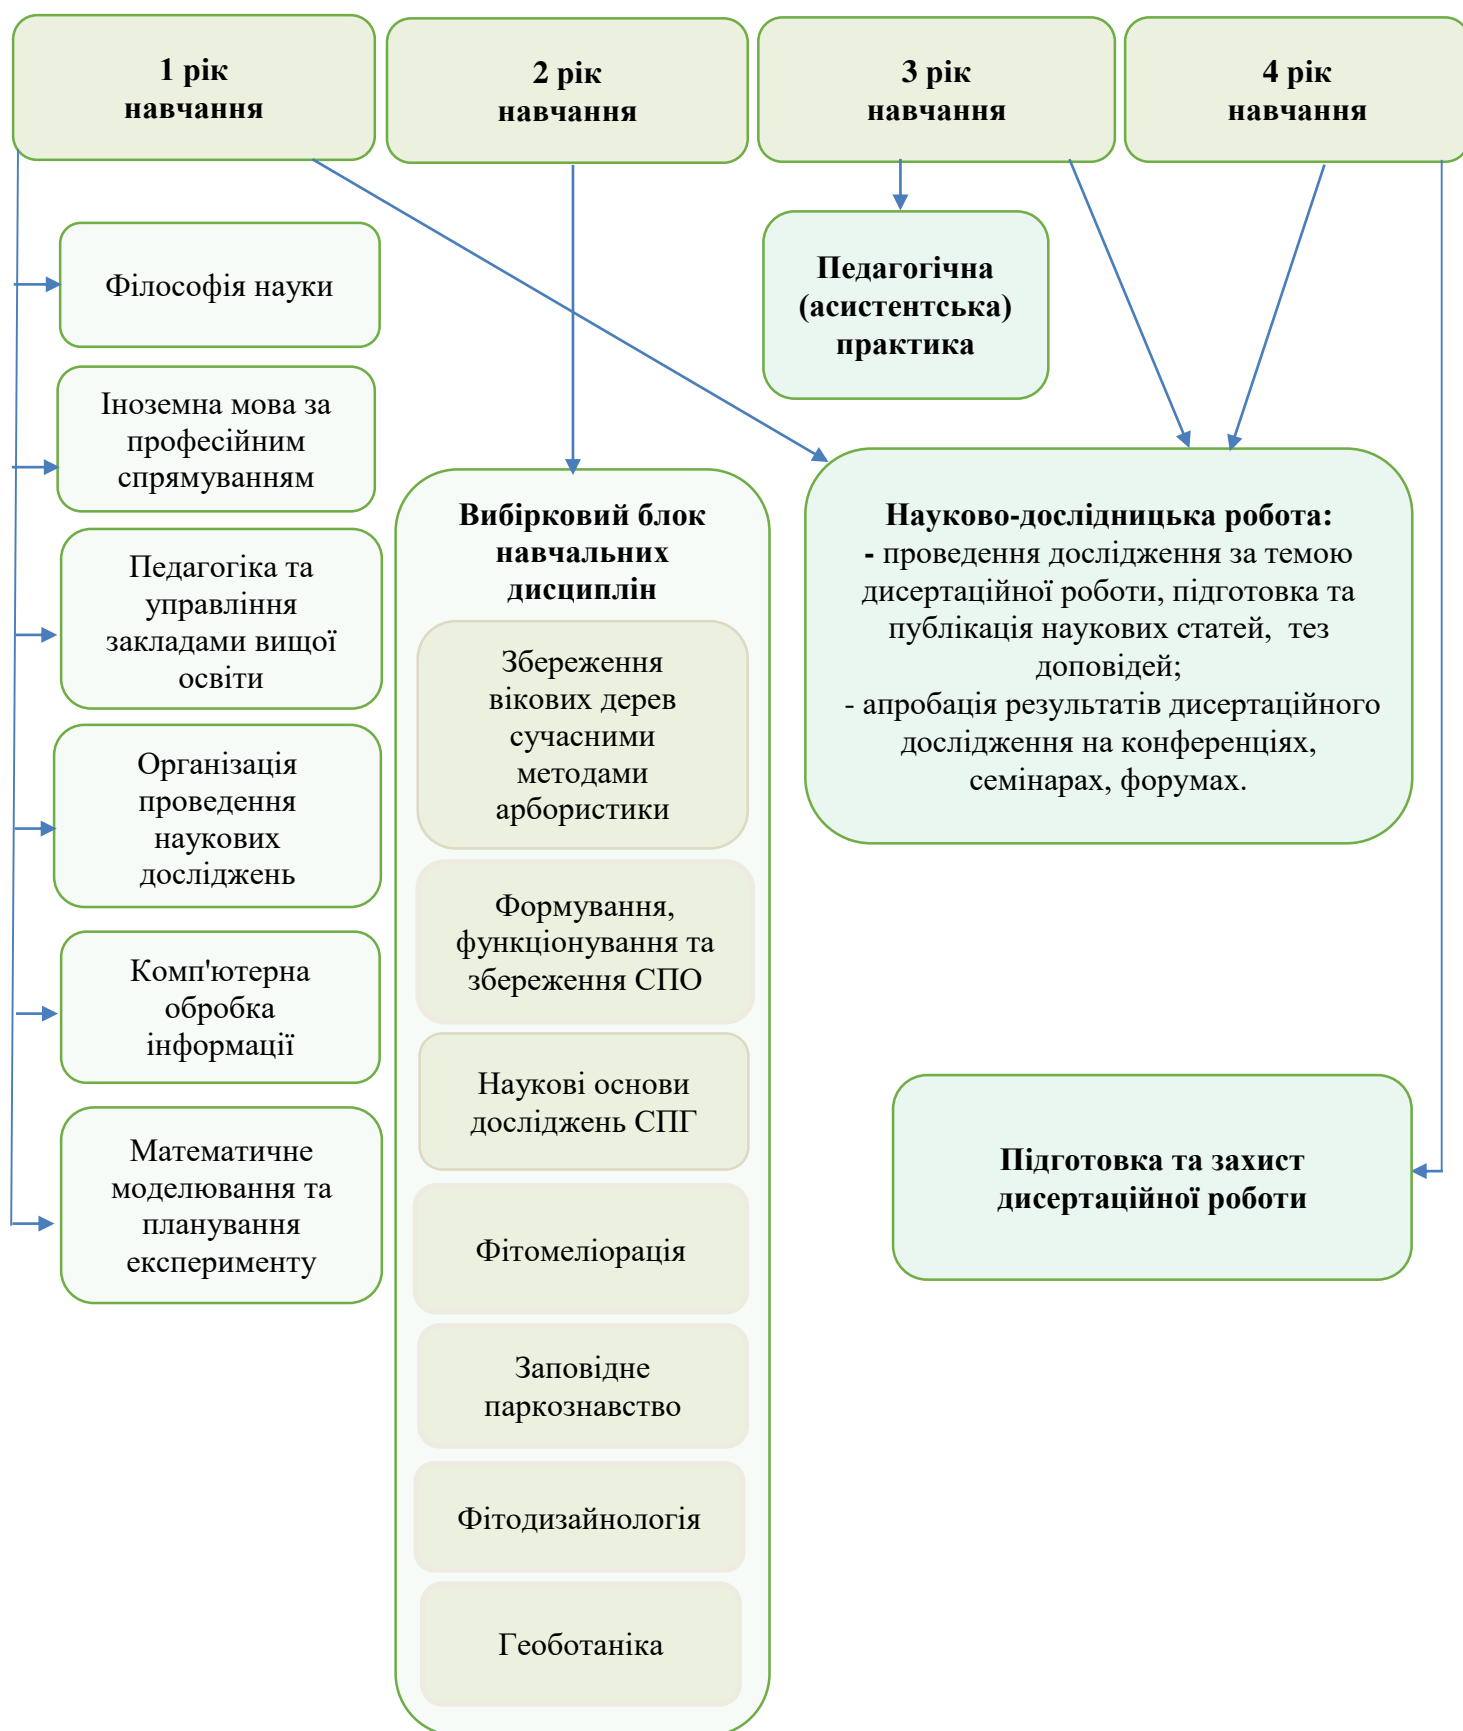 1 рік
навчання
2 рік
навчання
3 рік
навчання
4 рік
навчання
Філософія науки
Іноземна мова за
професійним
спрямуванням
Педагогіка та
управління
закладами вищої
освіти
Організація
проведення
наукових
досліджень
Комп'ютерна
обробка
інформації
Математичне
моделювання та
планування
експерименту
Вибірковий блок
навчальних
дисциплін
Збереження
вікових дерев
сучасними
методами
арбористики
Формування,
функціонування та
збереження СПО
Наукові основи
досліджень СПГ
Фітомеліорація
Заповідне
паркознавство
Фітодизайнологія
Геоботаніка
Педагогічна
(асистентська)
практика
Науково-дослідницька робота:
- проведення дослідження за темою
дисертаційної роботи, підготовка та
публікація наукових статей, тез
доповідей;
- апробація результатів дисертаційного
дослідження на конференціях,
семінарах, форумах.
Підготовка та захист
дисертаційної роботи